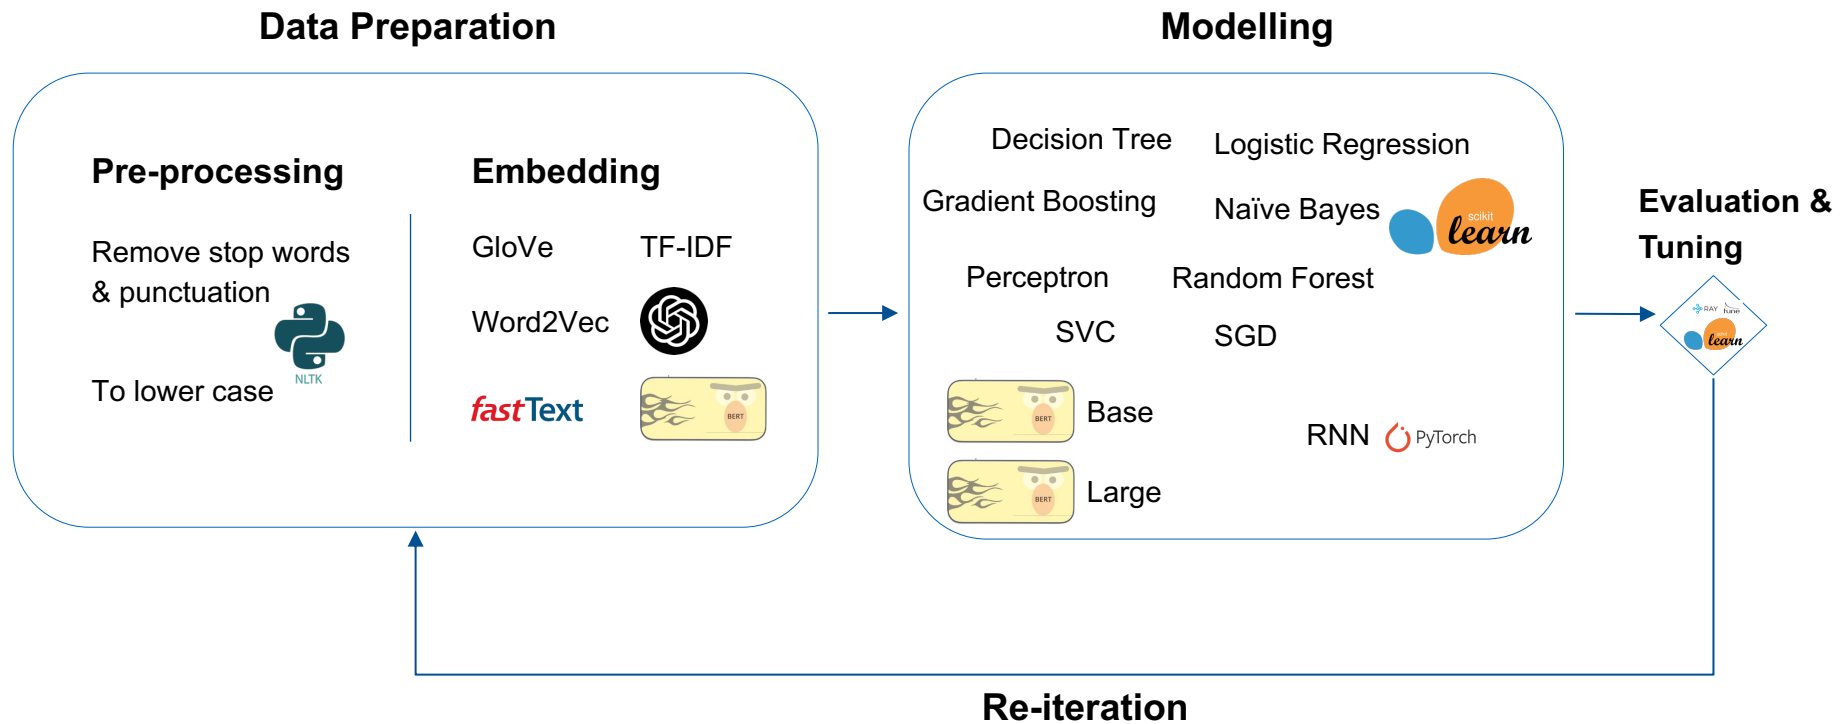 Data Preparation
Modelling
Pre-processing
Remove stop words
& punctuation
NLTK
To lower case
Embedding
GloVe
TF-IDF
Word2Vec
fastText
BERT
Decision Tree
Logistic Regression
Gradient Boosting
Naïve Bayes
scikit
learn
Perceptron
Random Forest
SVC
SGD
BERT
Base
RNN
PyTorch
BERT
Large
Evaluation &
Tuning
RAY
tune
scikit
learn
Re-iteration